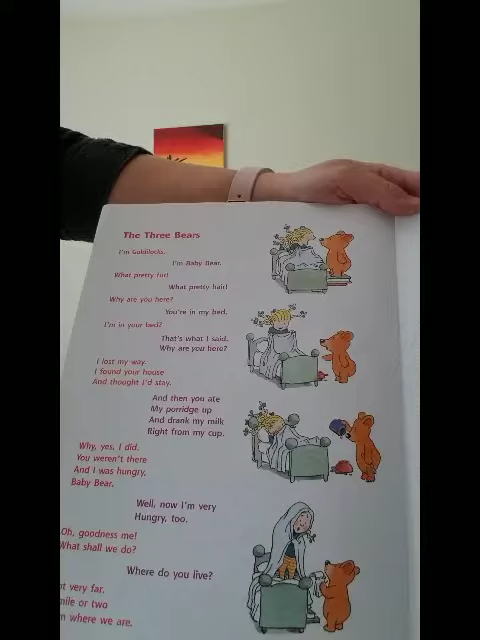 The Three Bears
I'm Goldilocks.
I'm Baby Bear.
What pretty fur!
What pretty hair!
Why are you here?
You're in my bed.
I'm in your bed?
That's what I said.
Why are you here?
I lost my way.
I found your house
And thought I'd stay.
And then you ate
My porridge up
And drank my milk
Right from my cup.
Why, yes, I did.
You weren't there
And I was hungry,
Baby Bear.
Well, now I'm very
Hungry, too.
Oh, goodness me!
What shall we do?
Where do you live?
very far.
mile or two
where we are.